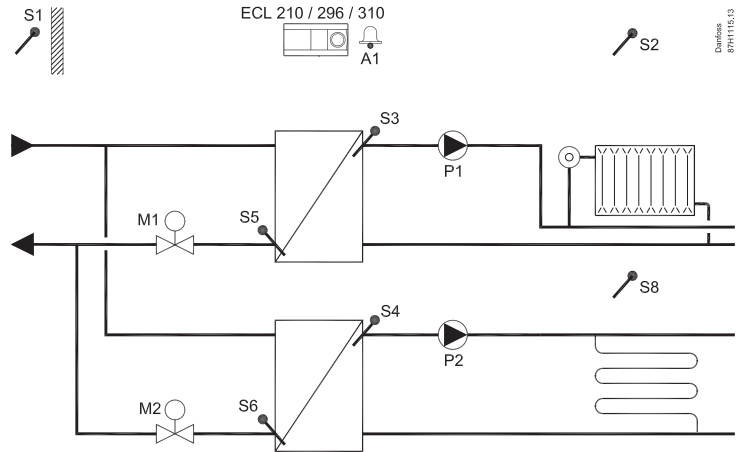 S1
ECL 210 / 296 / 310
A1
S2
Danfoss
87H1115.13
S3
P1
M1
S5
S8
S4
P2
M2
S6